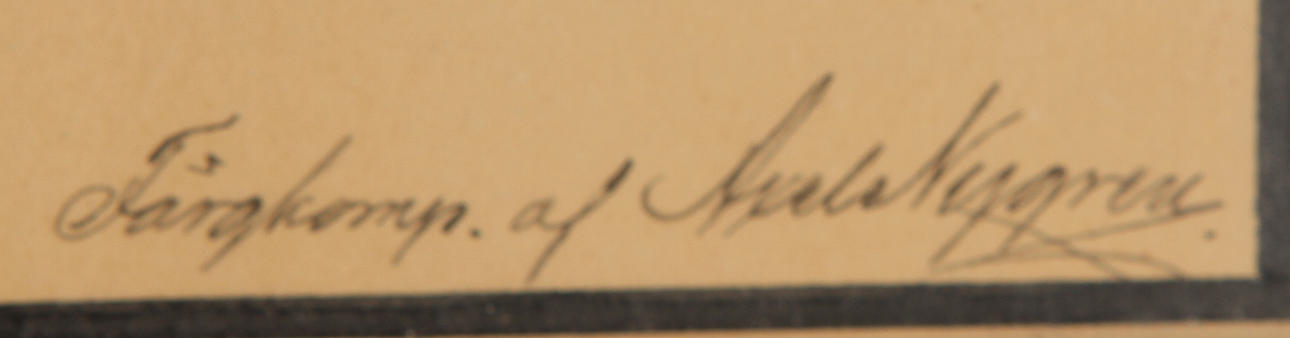 Färgkomp. af Axel Nygren.